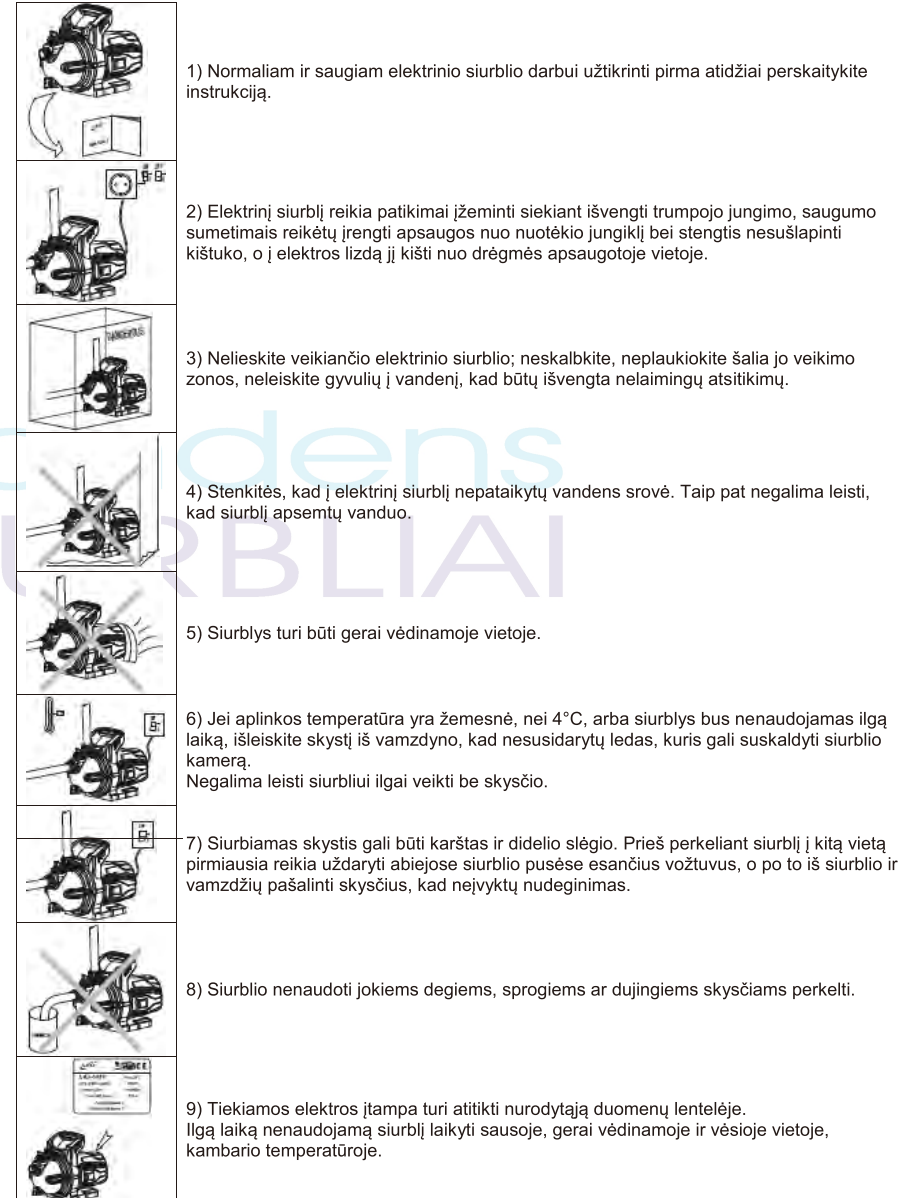 1) Normaliam ir saugiam elektrinio siurblio darbui užtikrinti pirma atidžiai perskaitykite
instrukciją.
2) Elektrinį siurblį reikia patikimai įžeminti siekiant išvengti trumpojo jungimo, saugumo
sumetimais reikėtų įrengti apsaugos nuo nuotėkio jungiklį bei stengtis nesušlapinti
kištuko, o į elektros lizdą jį kišti nuo drėgmės apsaugotoje vietoje.
3) Nelieskite veikiančio elektrinio siurblio; neskalbkite, neplaukiokite šalia jo veikimo
zonos, neleiskite gyvulių į vandenį, kad būtų išvengta nelaimingų atsitikimų.
dens
4) Stenkitės, kad į elektrinį siurblį nepataikytų vandens srovė. Taip pat negalima leisti,
kad siurblį apsemtų vanduo.
URBLIAI
5) Siurblys turi būti gerai vėdinamoje vietoje.
6) Jei aplinkos temperatūra yra žemesnė, nei 4°C, arba siurblys bus nenaudojamas ilgą
laiką, išleiskite skystį iš vamzdyno, kad nesusidarytų ledas, kuris gali suskaldyti siurblio
kamerą.
Negalima leisti siurbliui ilgai veikti be skysčio.
7) Siurbiamas skystis gali būti karštas ir didelio slėgio. Prieš perkeliant siurblį į kitą vietą
pirmiausia reikia uždaryti abiejose siurblio pusėse esančius vožtuvus, o po to iš siurblio ir
vamzdžių pašalinti skysčius, kad neįvyktų nudeginimas.
8) Siurblio nenaudoti jokiems degiems, sprogiems ar dujingiems skysčiams perkelti.
9) Tiekiamos elektros įtampa turi atitikti nurodytąją duomenų lentelėje.
Ilgą laiką nenaudojamą siurblį laikyti sausoje, gerai vėdinamoje ir vėsioje vietoje,
kambario temperatūroje.